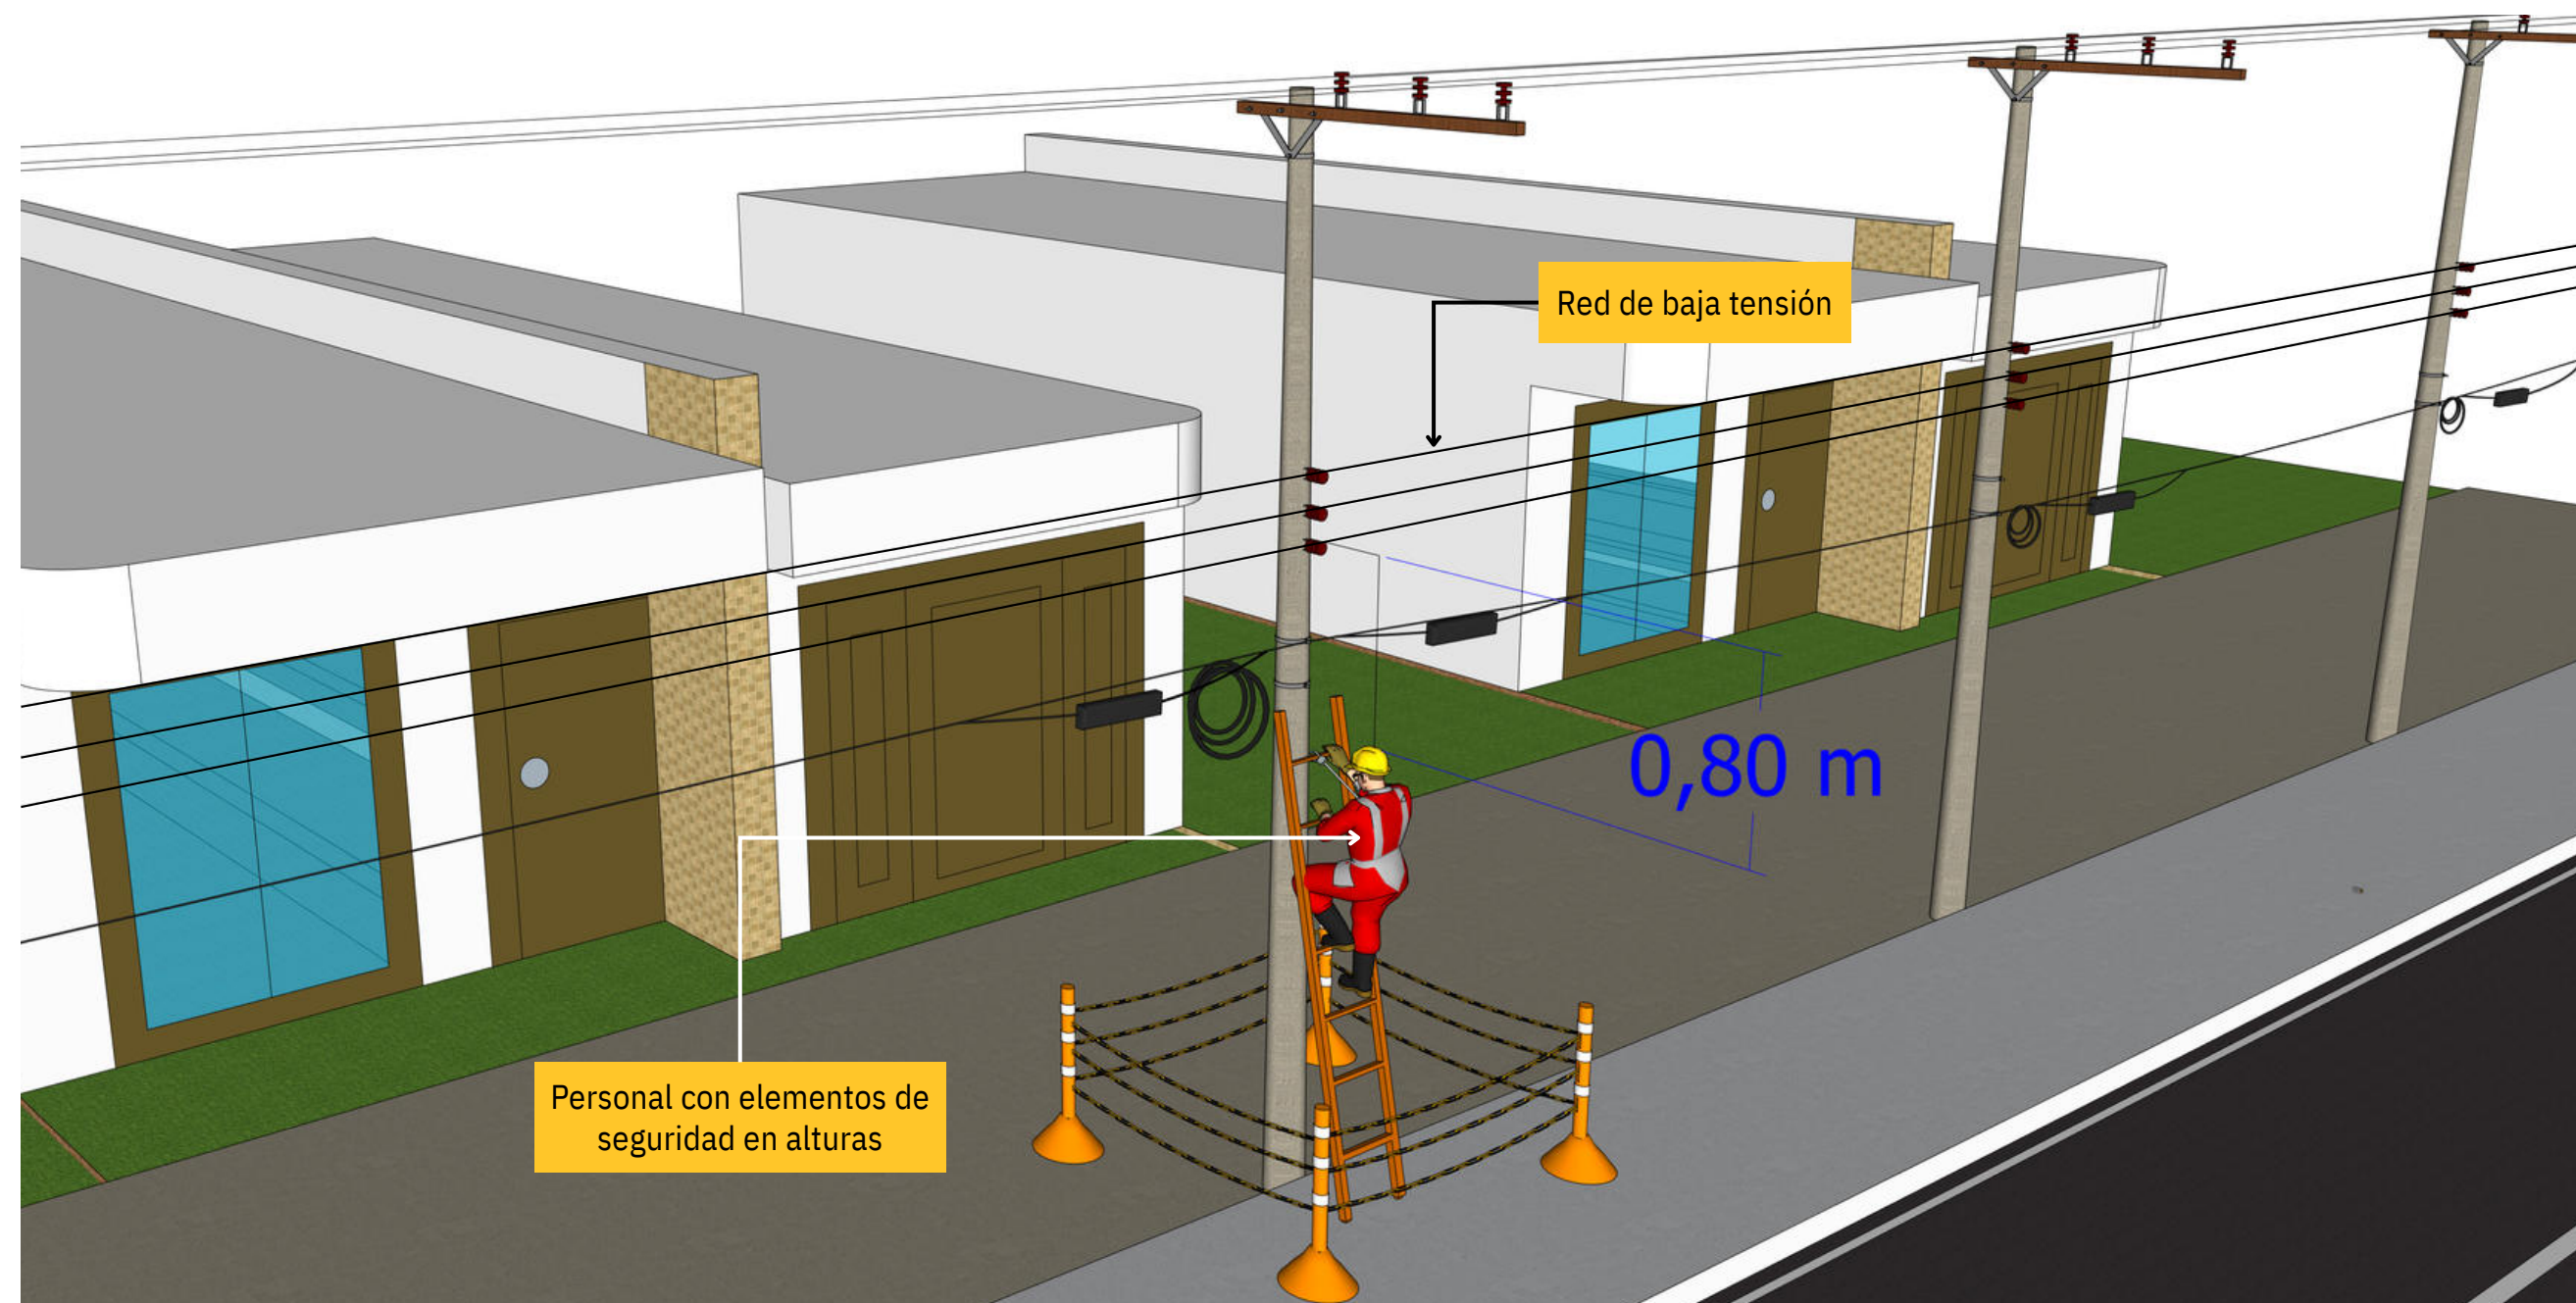 Red de baja tensión
0,80 m
Personal con elementos de
seguridad en alturas